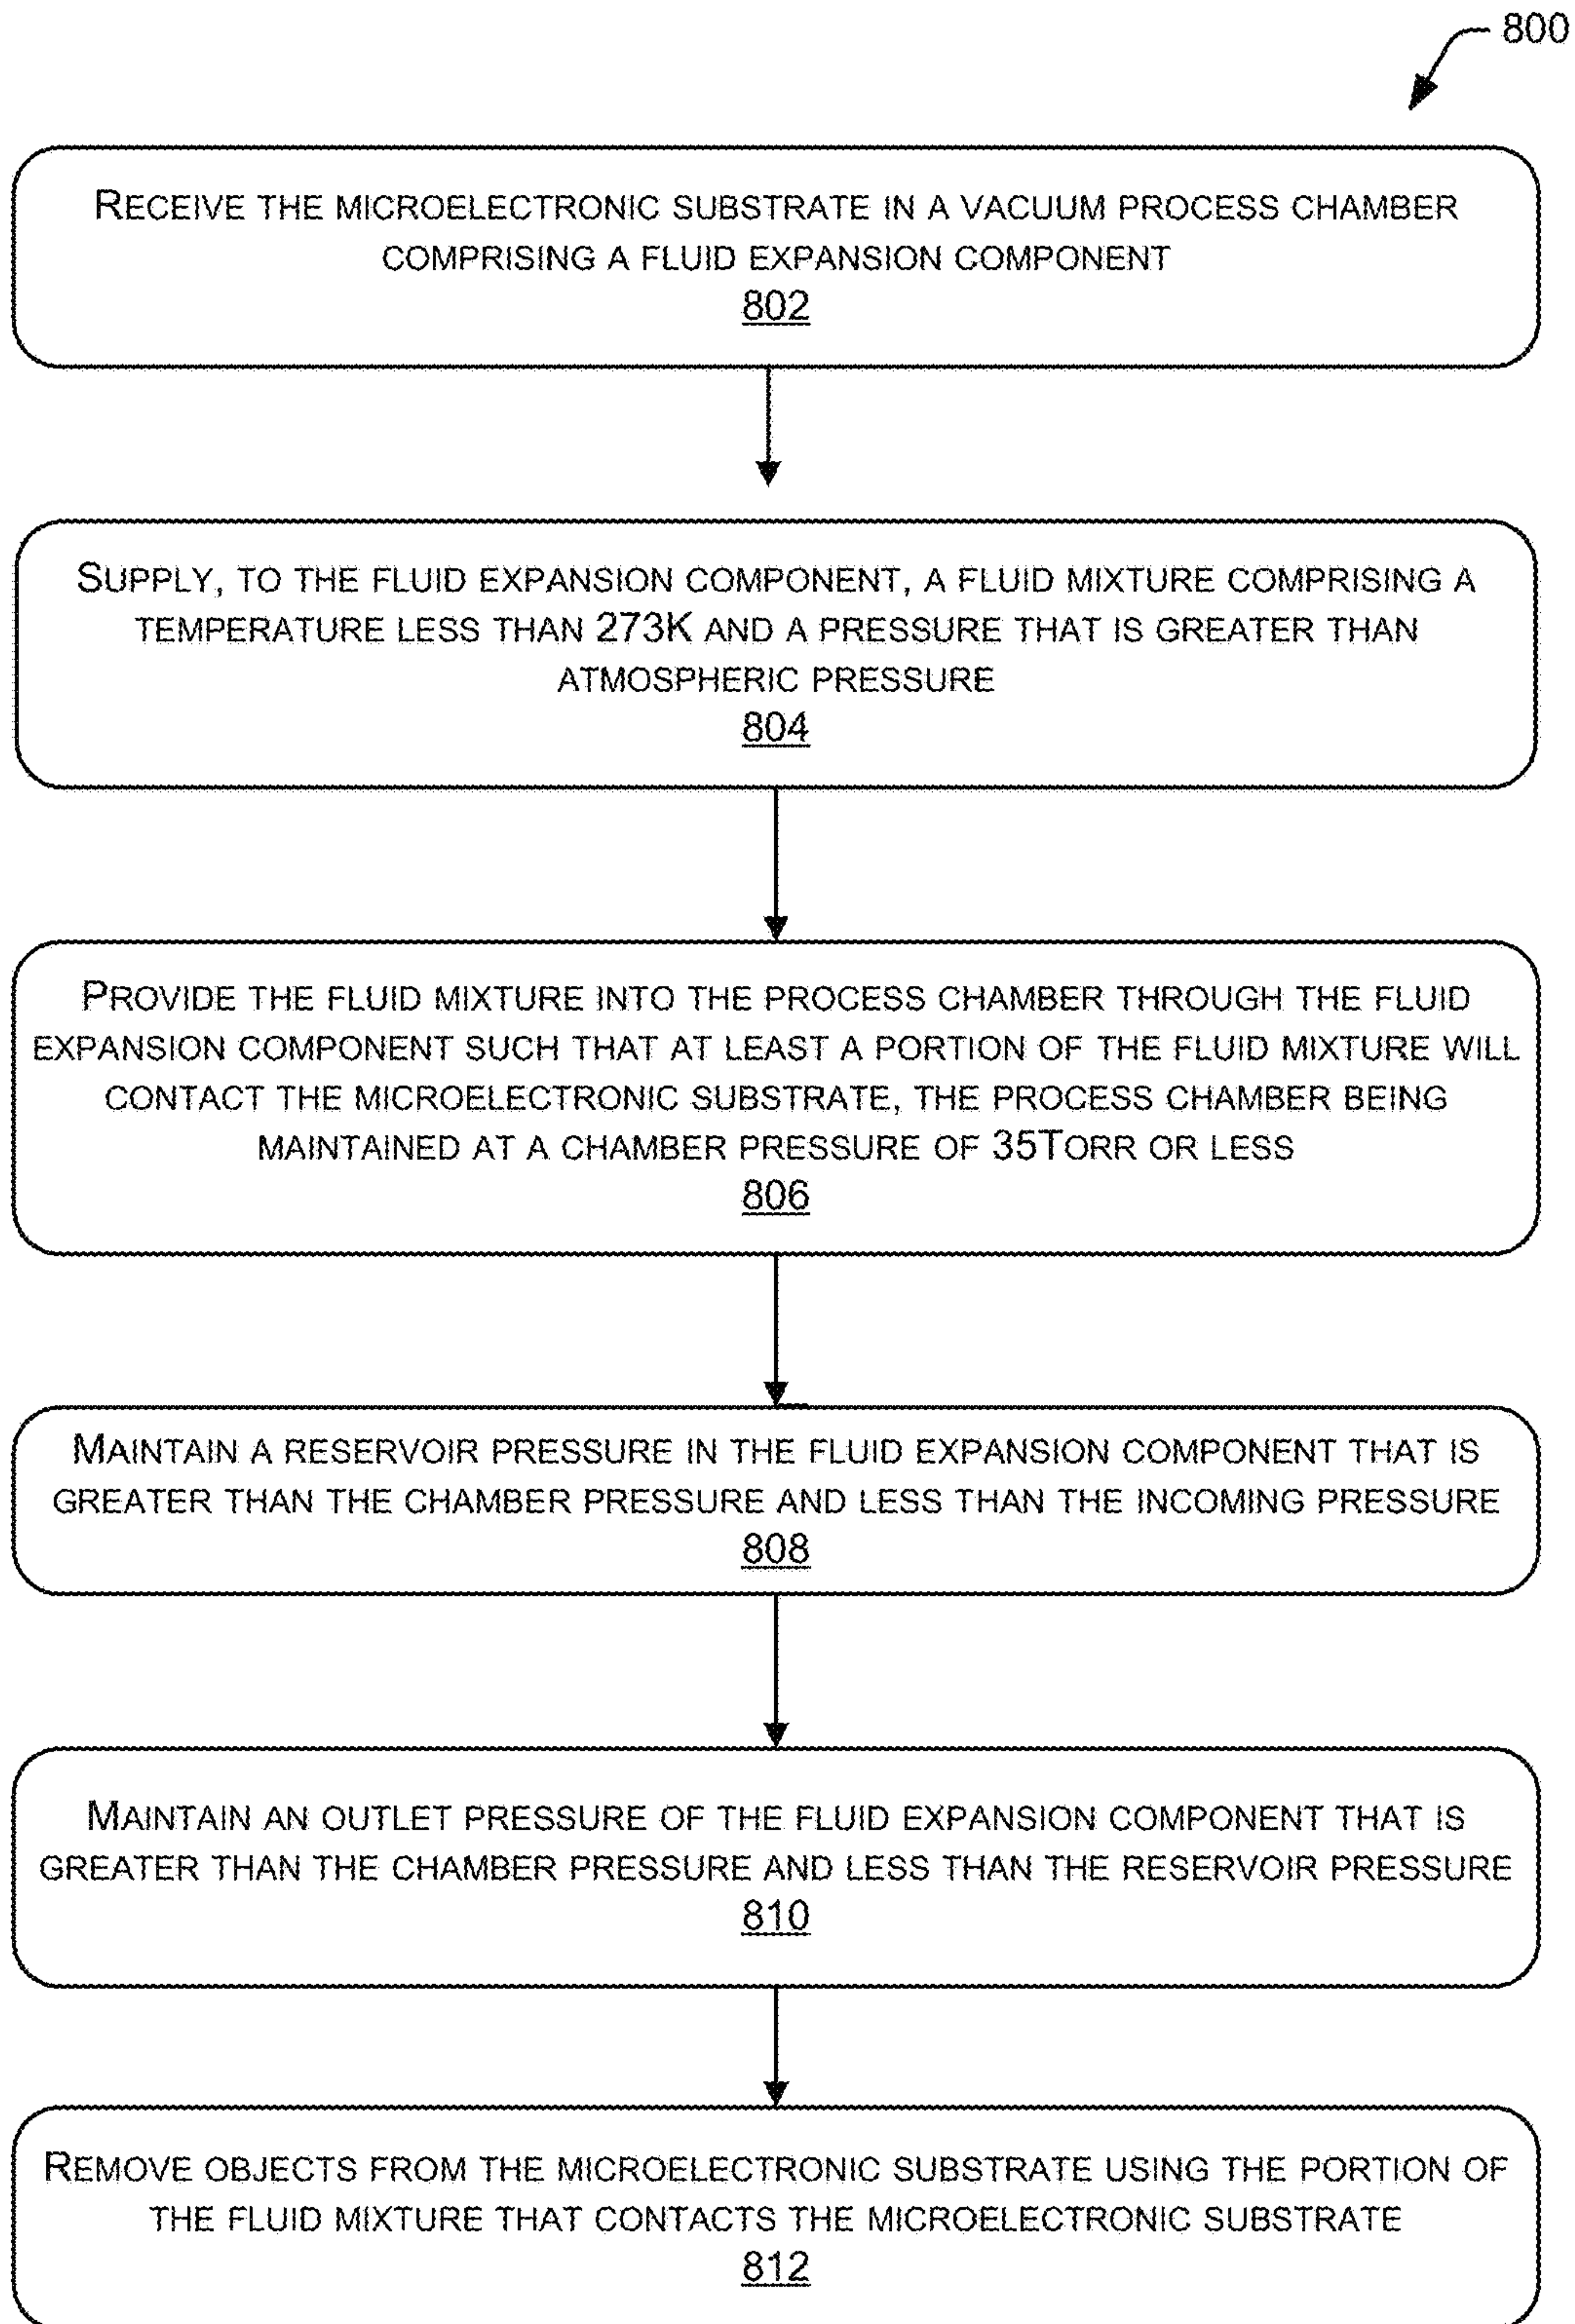 800
RECEIVE THE MICROELECTRONIC SUBSTRATE IN A VACUUM PROCESS CHAMBER
COMPRISING A FLUID EXPANSION COMPONENT
802
SUPPLY, TO THE FLUID EXPANSION COMPONENT, A FLUID MIXTURE COMPRISING A
TEMPERATURE LESS THAN 273K AND A PRESSURE THAT IS GREATER THAN
ATMOSPHERIC PRESSURE
804
PROVIDE THE FLUID MIXTURE INTO THE PROCESS CHAMBER THROUGH THE FLUID
EXPANSION COMPONENT SUCH THAT AT LEAST A PORTION OF THE FLUID MIXTURE WILL
CONTACT THE MICROELECTRONIC SUBSTRATE, THE PROCESS CHAMBER BEING
MAINTAINED AT A CHAMBER PRESSURE OF 35TORR OR LESS
806
MAINTAIN A RESERVOIR PRESSURE IN THE FLUID EXPANSION COMPONENT THAT IS
GREATER THAN THE CHAMBER PRESSURE AND LESS THAN THE INCOMING PRESSURE
808
MAINTAIN AN OUTLET PRESSURE OF THE FLUID EXPANSION COMPONENT THAT IS
GREATER THAN THE CHAMBER PRESSURE AND LESS THAN THE RESERVOIR PRESSURE
810
REMOVE OBJECTS FROM THE MICROELECTRONIC SUBSTRATE USING THE PORTION OF
THE FLUID MIXTURE THAT CONTACTS THE MICROELECTRONIC SUBSTRATE
812